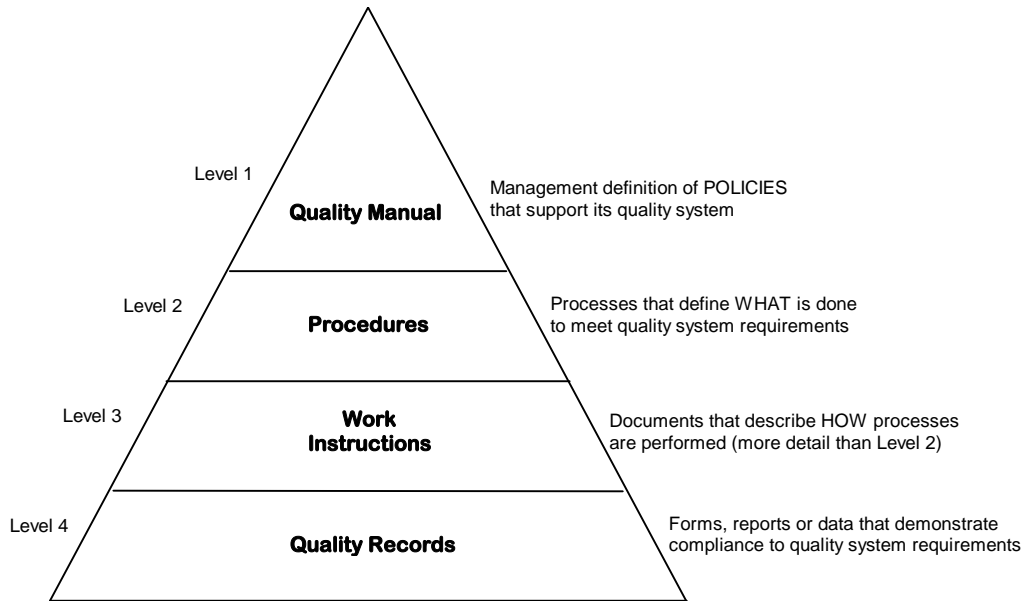 Level 1
Quality Manual
Management definition of POLICIES
that support its quality system
Level 2
Procedures
Processes that define WHAT is done
to meet quality system requirements
Level 3
Work
Instructions
Documents that describe HOW processes
are performed (more detail than Level 2)
Level 4
Quality Records
Forms, reports or data that demonstrate
compliance to quality system requirements